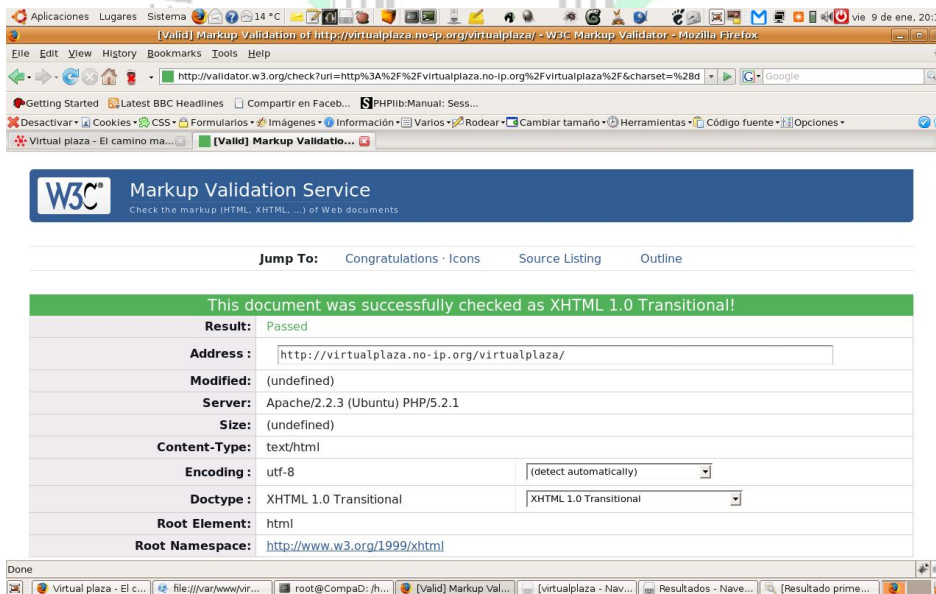 Aplicaciones Lugares Sistema 14 °C vie 9 de ene, 20:
[Valid] Markup Validation of http://virtualplaza.no-ip.org/virtualplaza/ - W3C Markup Validator - Mozilla Firefox
File Edit View History Bookmarks Tools Help
http://validator.w3.org/check?uri=http%3A%2F%2Fvirtualplaza.no-ip.org%2Fvirtualplaza%2F&charset=%28d Google
Getting Started Latest BBC Headlines Compartir en Faceb... PHPlib:Manual: Sess...
Desactivar Cookies CSS Formularios Imágenes Información Varios Rodear Cambiar tamaño Herramientas Código fuente Opciones
Virtual plaza - El camino ma... [Valid] Markup Validatio...
W3C® Markup Validation Service
Check the markup (HTML, XHTML, ...) of Web documents
Jump To: Congratulations · Icons Source Listing Outline
This document was successfully checked as XHTML 1.0 Transitional!
Result: Passed
Address : http://virtualplaza.no-ip.org/virtualplaza/
Modified: (undefined)
Server: Apache/2.2.3 (Ubuntu) PHP/5.2.1
Size: (undefined)
Content-Type: text/html
Encoding : utf-8 (detect automatically)
Doctype : XHTML 1.0 Transitional XHTML 1.0 Transitional
Root Element: html
Root Namespace: http://www.w3.org/1999/xhtml
Done
Virtual plaza - El c... file:///var/www/vir... root@CompaD: /h... [Valid] Markup Val... [virtualplaza - Nav... Resultados - Nave... [Resultado prime...